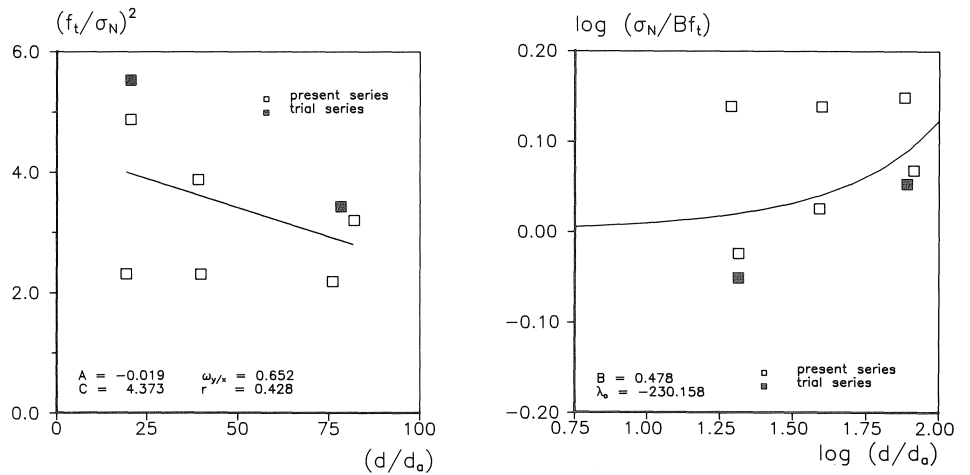 (f_t/σ_N)²
6.0
4.0
2.0
0.0
0
25
50
75
100
(d/d_a)
□ present series
■ trial series
A = −0.019 ω_y/x = 0.652
C = 4.373 r = 0.428
log (σ_N/Bf_t)
0.20
0.10
0.00
−0.10
−0.20
0.75
1.00
1.25
1.50
1.75
2.00
log (d/d_a)
□ present series
■ trial series
B = 0.478
λ_o = −230.158